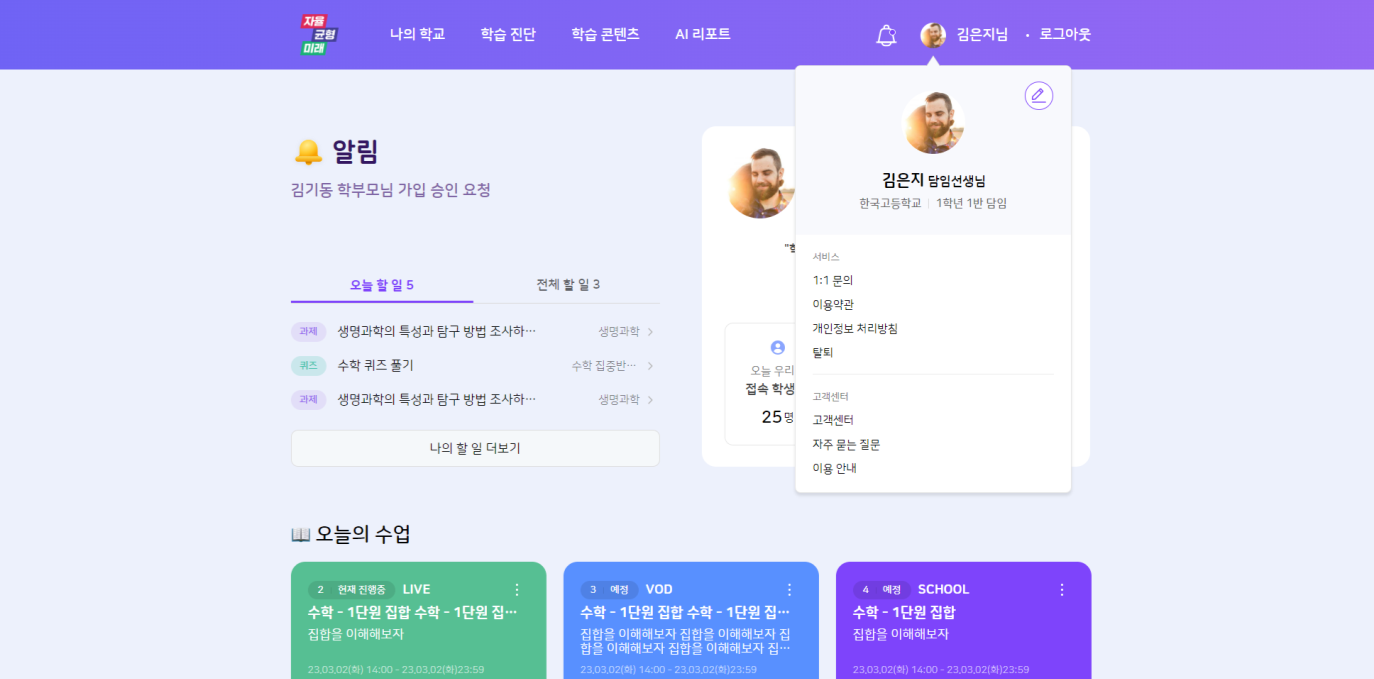 자율
균형
미래
나의 학교
학습 진단
학습 콘텐츠
AI 리포트
김은지님
· 로그아웃
알림
김기동 학부모님 가입 승인 요청
오늘 할 일 5
전체 할 일 3
과제 생명과학의 특성과 탐구 방법 조사하… 생명과학
퀴즈 수학 퀴즈 풀기 수학 집중반…
과제 생명과학의 특성과 탐구 방법 조사하… 생명과학
나의 할 일 더보기
오늘 우리
접속 학생
25명
김은지 담임선생님
한국고등학교 | 1학년 1반 담임
서비스
1:1 문의
이용약관
개인정보 처리방침
탈퇴
고객센터
고객센터
자주 묻는 질문
이용 안내
오늘의 수업
2 현재 진행중 LIVE
수학 - 1단원 집합 수학 - 1단원 집…
집합을 이해해보자
23.03.02(화) 14:00 - 23.03.02(화)23:59
3 예정 VOD
수학 - 1단원 집합 수학 - 1단원 집…
집합을 이해해보자 집합을 이해해보자 집
합을 이해해보자 집합을 이해해보자 집…
23.03.02(화) 14:00 - 23.03.02(화)23:59
4 예정 SCHOOL
수학 - 1단원 집합
집합을 이해해보자
23.03.02(화) 14:00 - 23.03.02(화)23:59